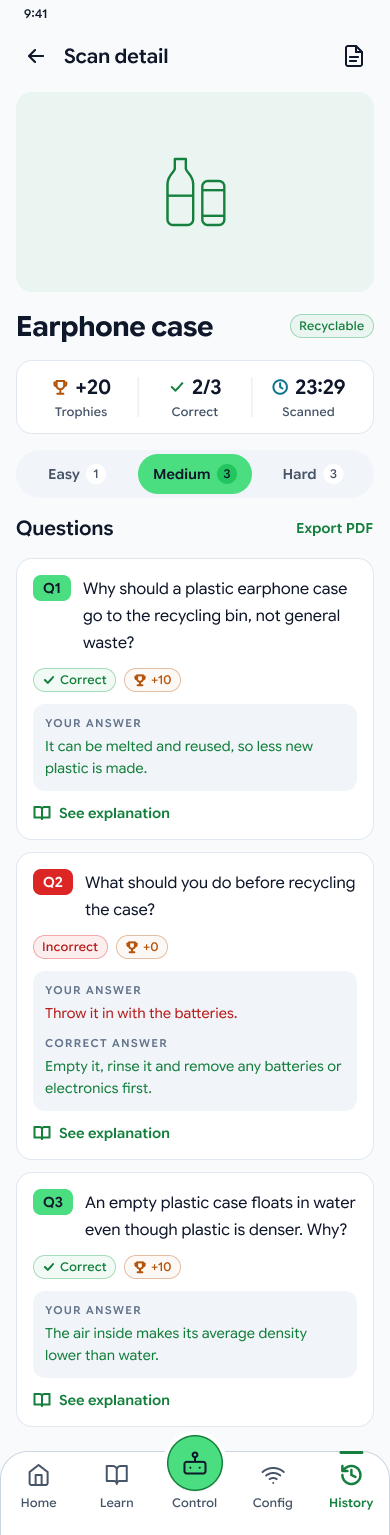 9:41
Scan detail
Earphone case
Recyclable
+20
2/3
23:29
Trophies
Correct
Scanned
Easy 1
Medium 3
Hard 3
Questions
Export PDF
Q1
Why should a plastic earphone case
go to the recycling bin, not general
waste?
Correct
+10
YOUR ANSWER
It can be melted and reused, so less new
plastic is made.
See explanation
Q2
What should you do before recycling
the case?
Incorrect
+0
YOUR ANSWER
Throw it in with the batteries.
CORRECT ANSWER
Empty it, rinse it and remove any batteries or
electronics first.
See explanation
Q3
An empty plastic case floats in water
even though plastic is denser. Why?
Correct
+10
YOUR ANSWER
The air inside makes its average density
lower than water.
See explanation
Home
Learn
Control
Config
History